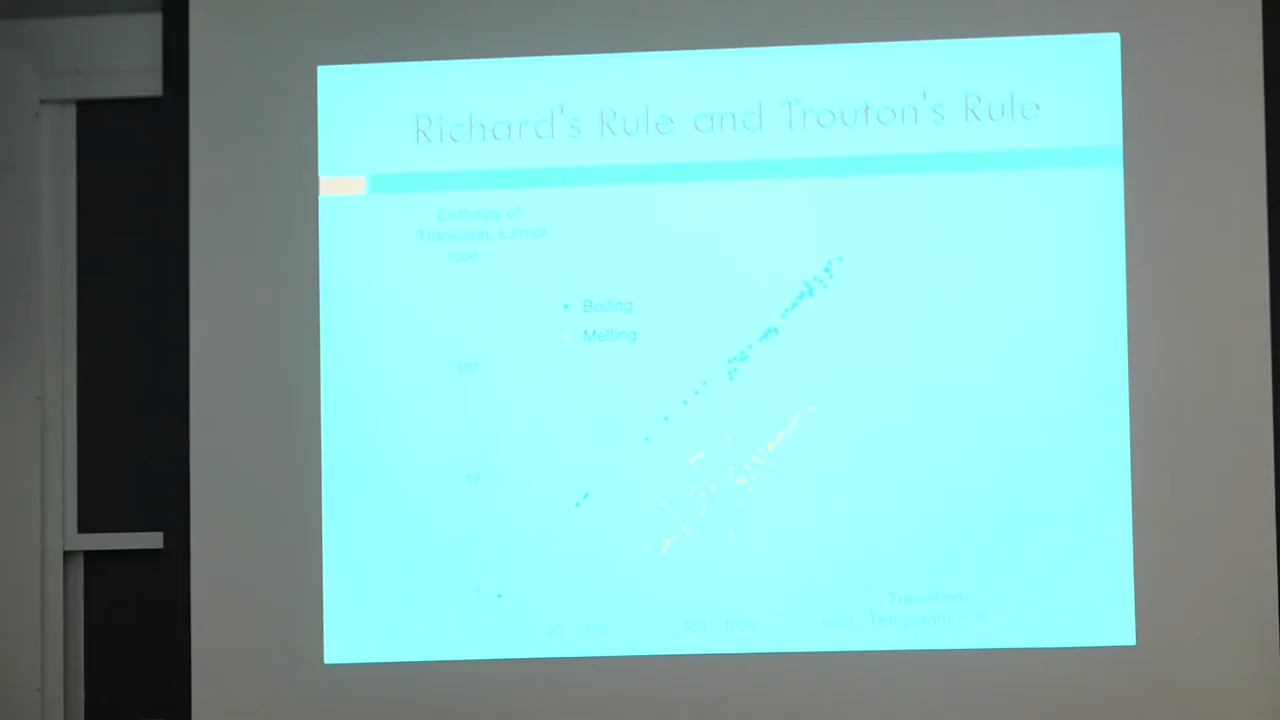 Richard's Rule and Trouton's Rule
Enthalpy of
Transition, kJ/mol
1000
Boiling
Melting
100
10
1
50 100 500 1000 5000
Transition
Temperature, K